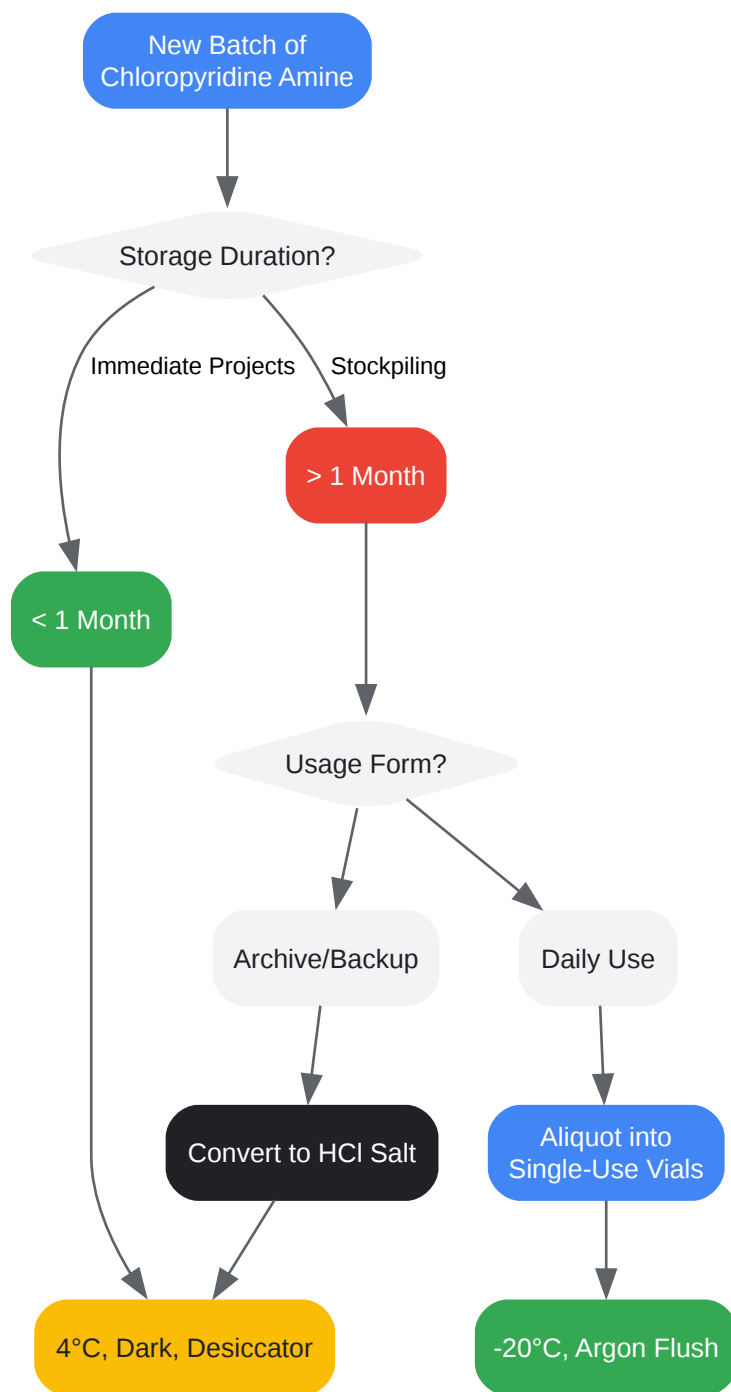 New Batch of
Chloropyridine Amine
Storage Duration?
Immediate Projects
Stockpiling
> 1 Month
< 1 Month
Usage Form?
Archive/Backup
Daily Use
Convert to HCl Salt
Aliquot into
Single-Use Vials
4°C, Dark, Desiccator
-20°C, Argon Flush